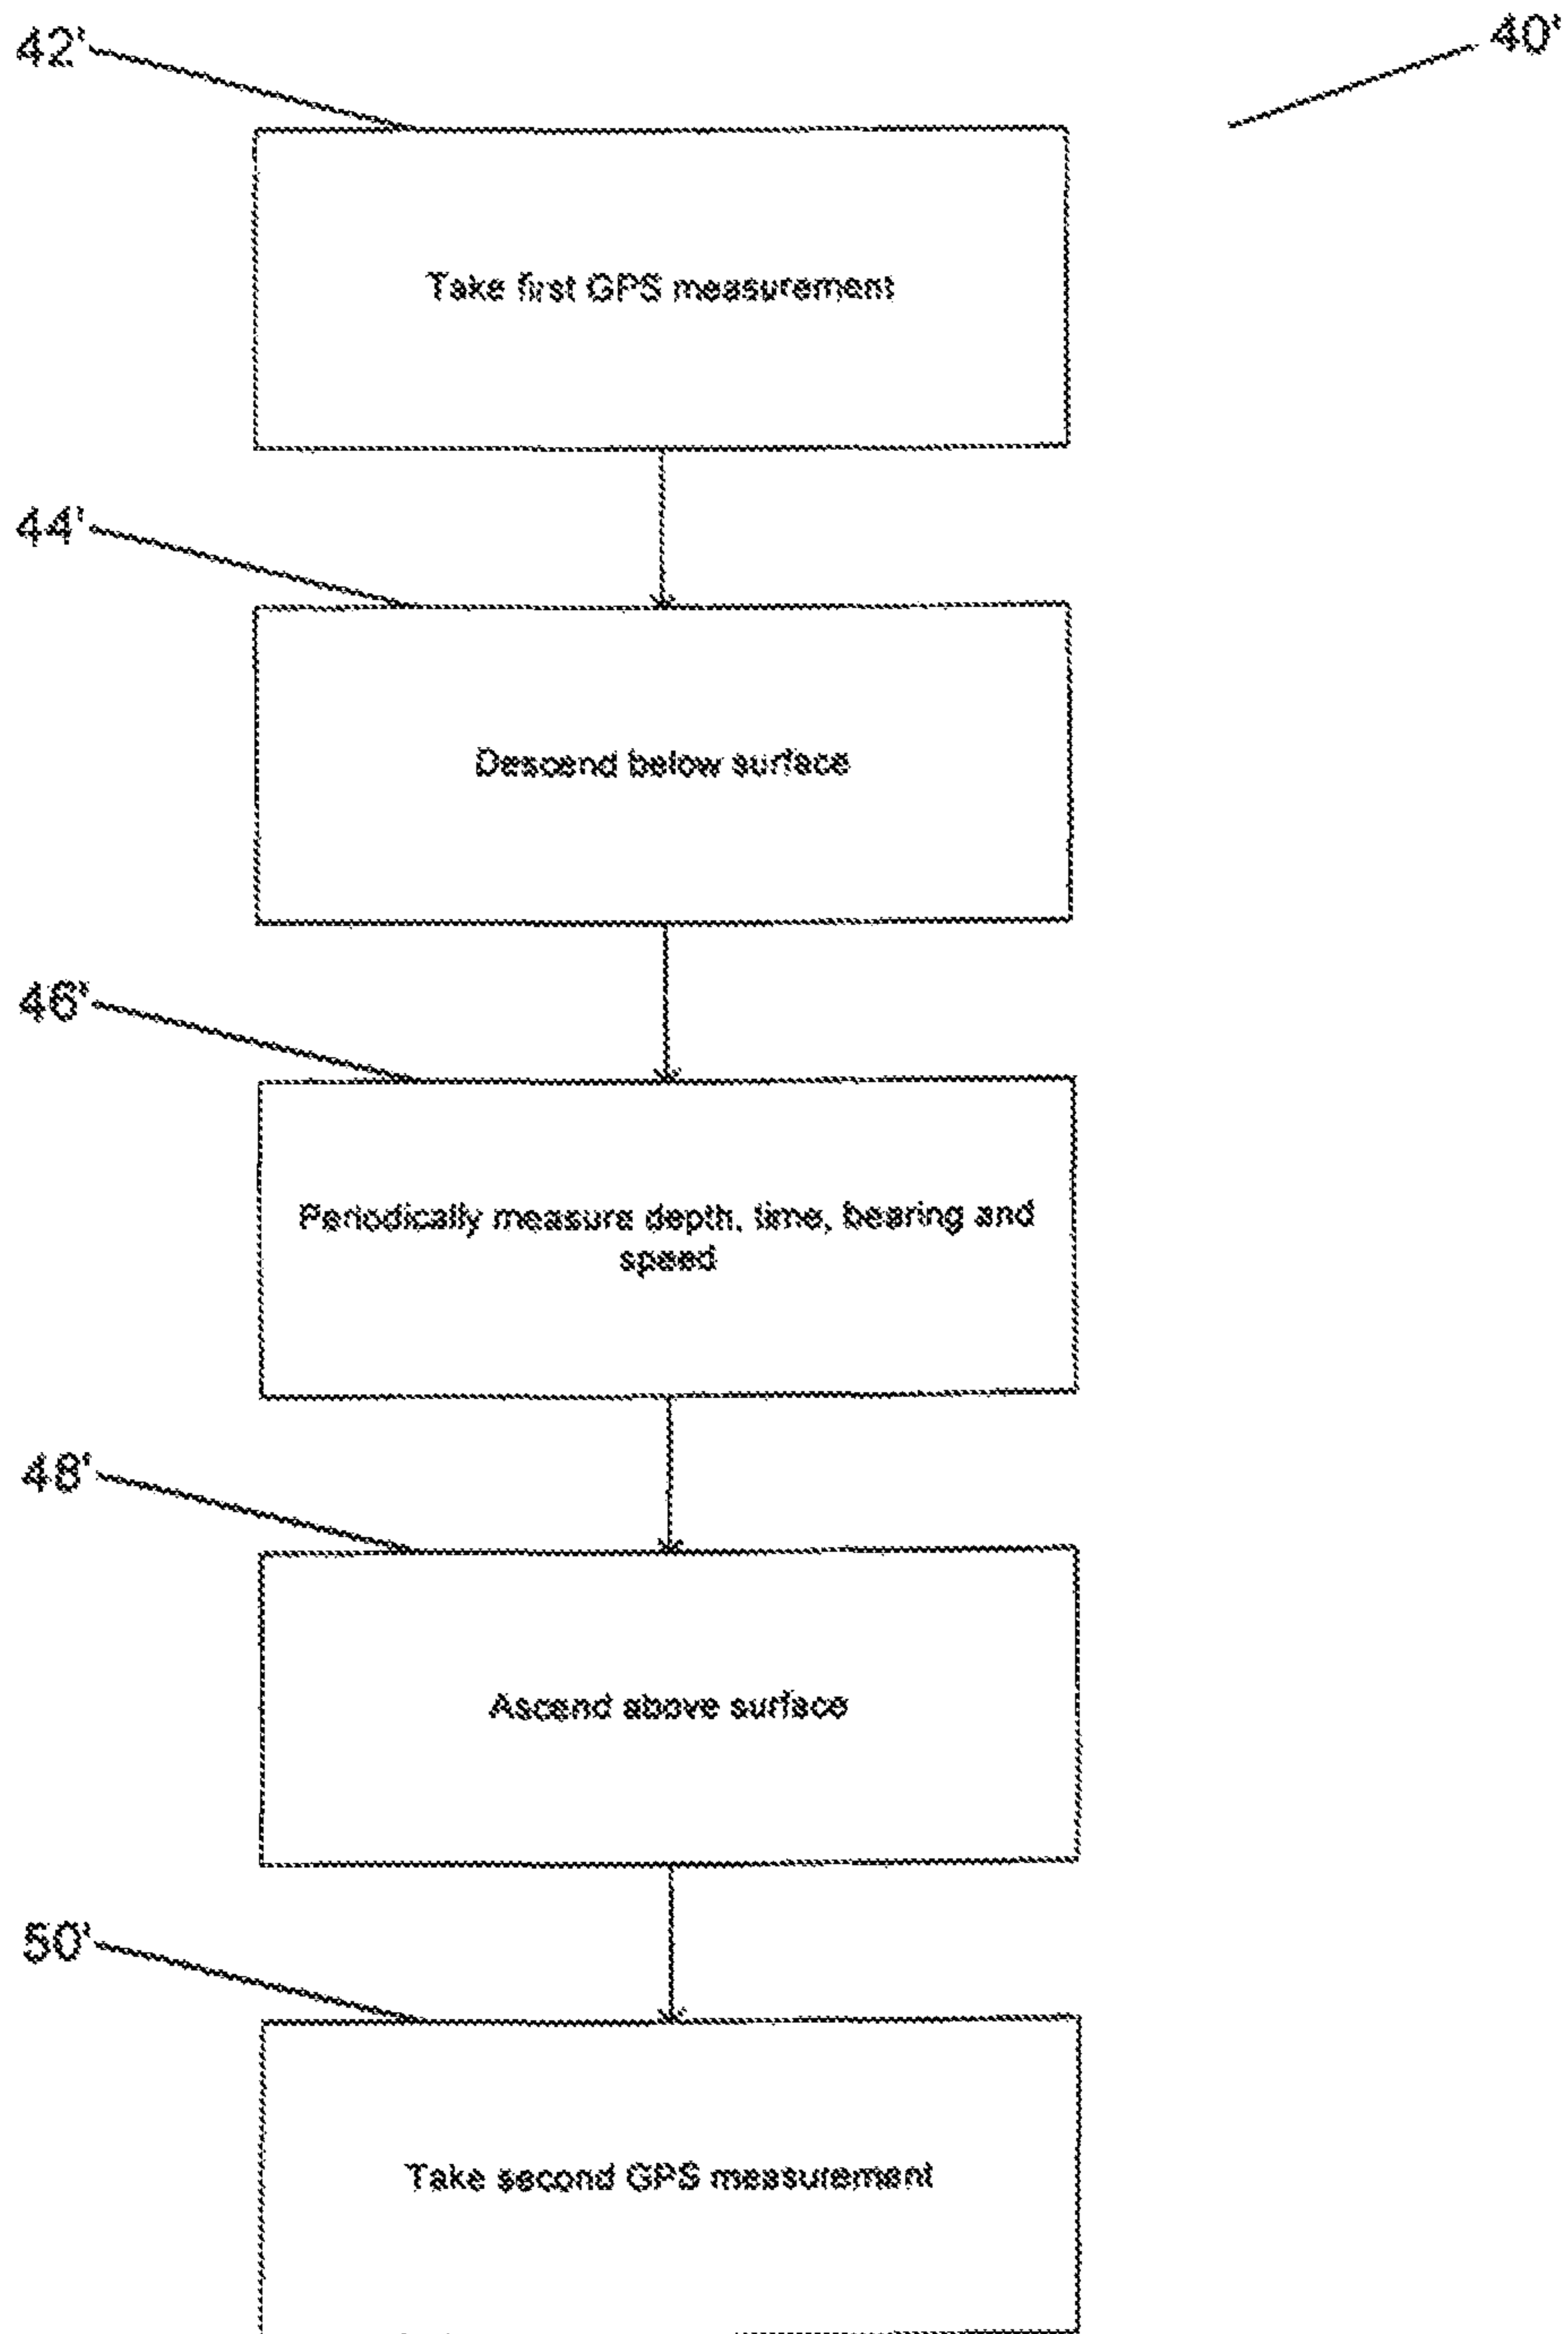 42'
40'
Take first GPS measurement
44'
Descend below surface
46'
Periodically measure depth, time, bearing and
speed
48'
Ascend above surface
50'
Take second GPS measurement